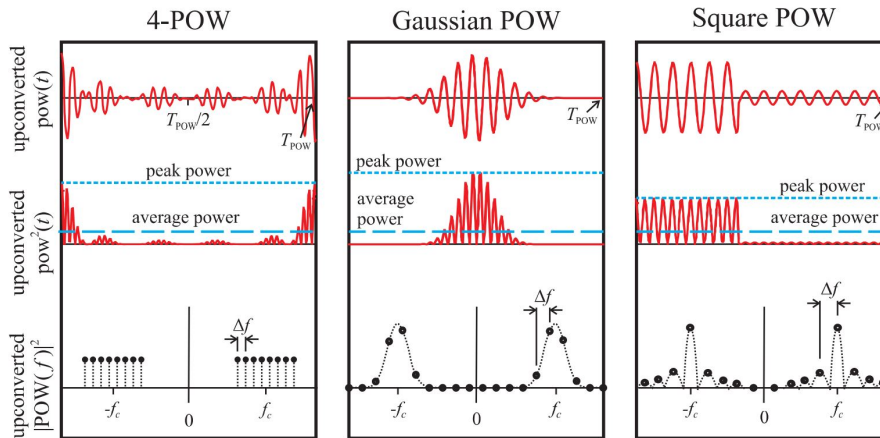 4-POW
Gaussian POW
Square POW
upconverted
pow(t)
T_POW/2
T_POW
T_POW
T_POW
upconverted
pow²(t)
peak power
average power
peak power
average
power
peak power
average power
upconverted
|POW(f)|²
Δf
Δf
Δf
-f_c
0
f_c
-f_c
0
f_c
-f_c
0
f_c